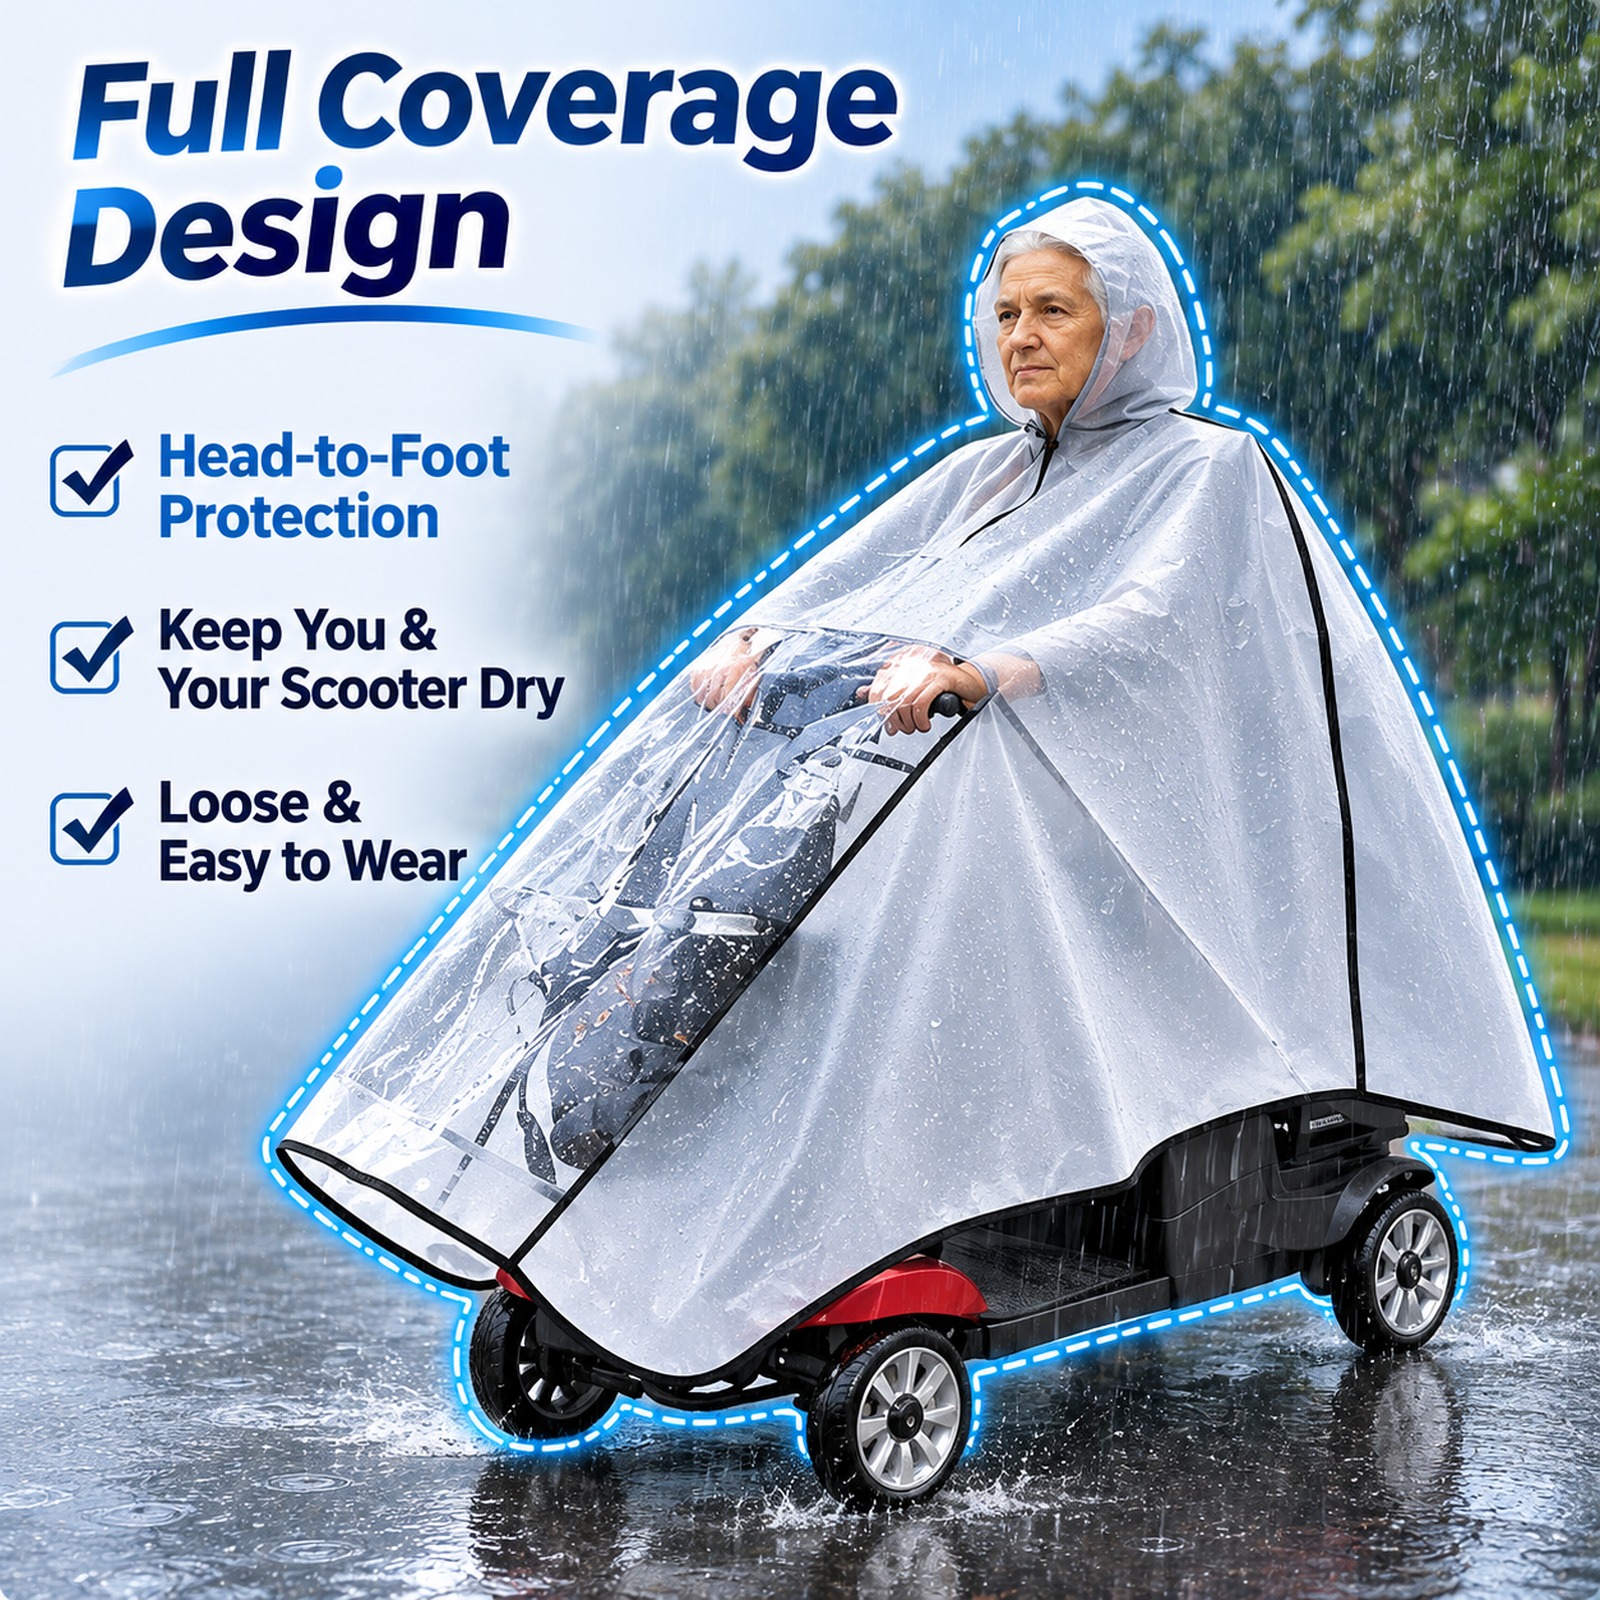 Full Coverage
Design
Head-to-Foot
Protection
Keep You &
Your Scooter Dry
Loose &
Easy to Wear